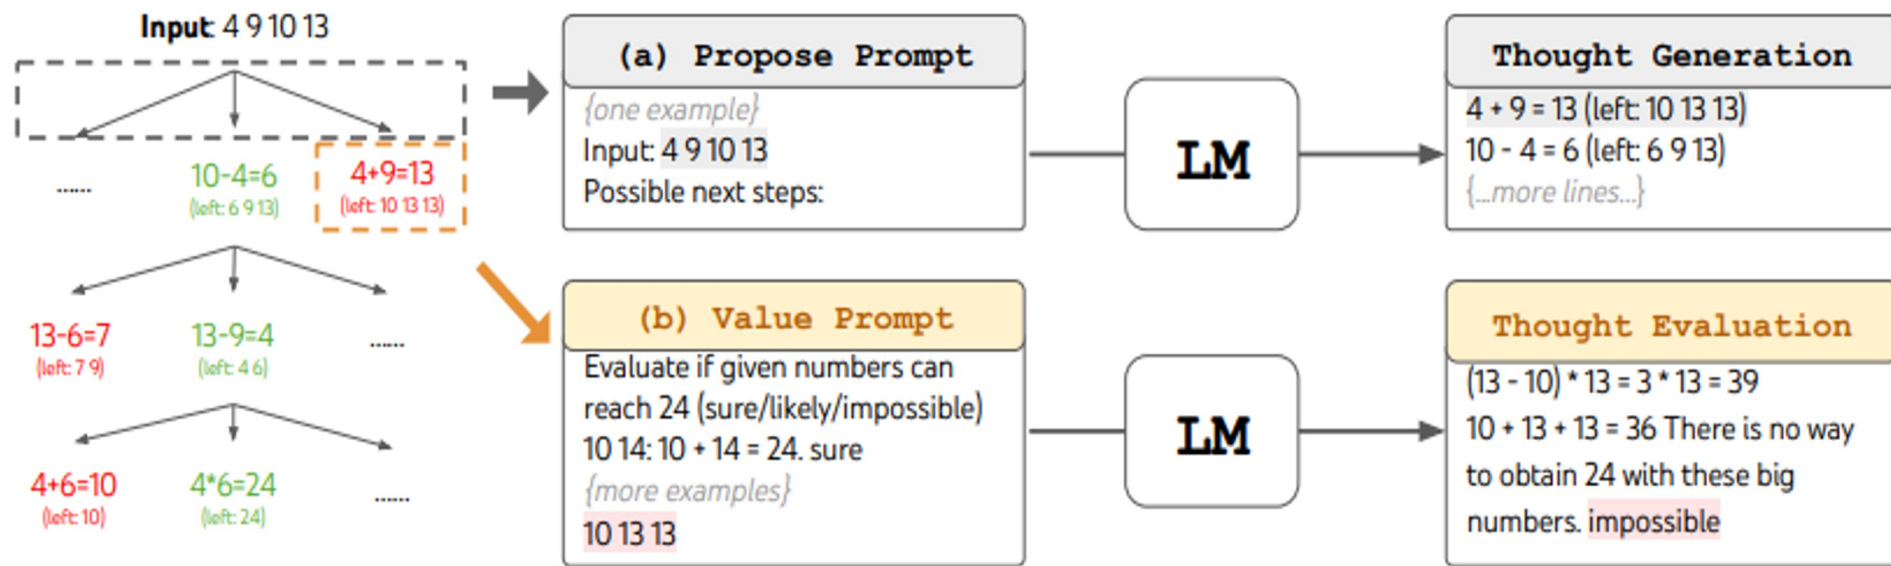 Input: 4 9 10 13
......
10-4=6
(left: 6 9 13)
4+9=13
(left: 10 13 13)
13-6=7
(left: 7 9)
13-9=4
(left: 4 6)
......
4+6=10
(left: 10)
4*6=24
(left: 24)
......
(a) Propose Prompt
{one example}
Input: 4 9 10 13
Possible next steps:
LM
Thought Generation
4 + 9 = 13 (left: 10 13 13)
10 - 4 = 6 (left: 6 9 13)
{...more lines...}
(b) Value Prompt
Evaluate if given numbers can
reach 24 (sure/likely/impossible)
10 14: 10 + 14 = 24. sure
{more examples}
10 13 13
LM
Thought Evaluation
(13 - 10) * 13 = 3 * 13 = 39
10 + 13 + 13 = 36 There is no way
to obtain 24 with these big
numbers. impossible